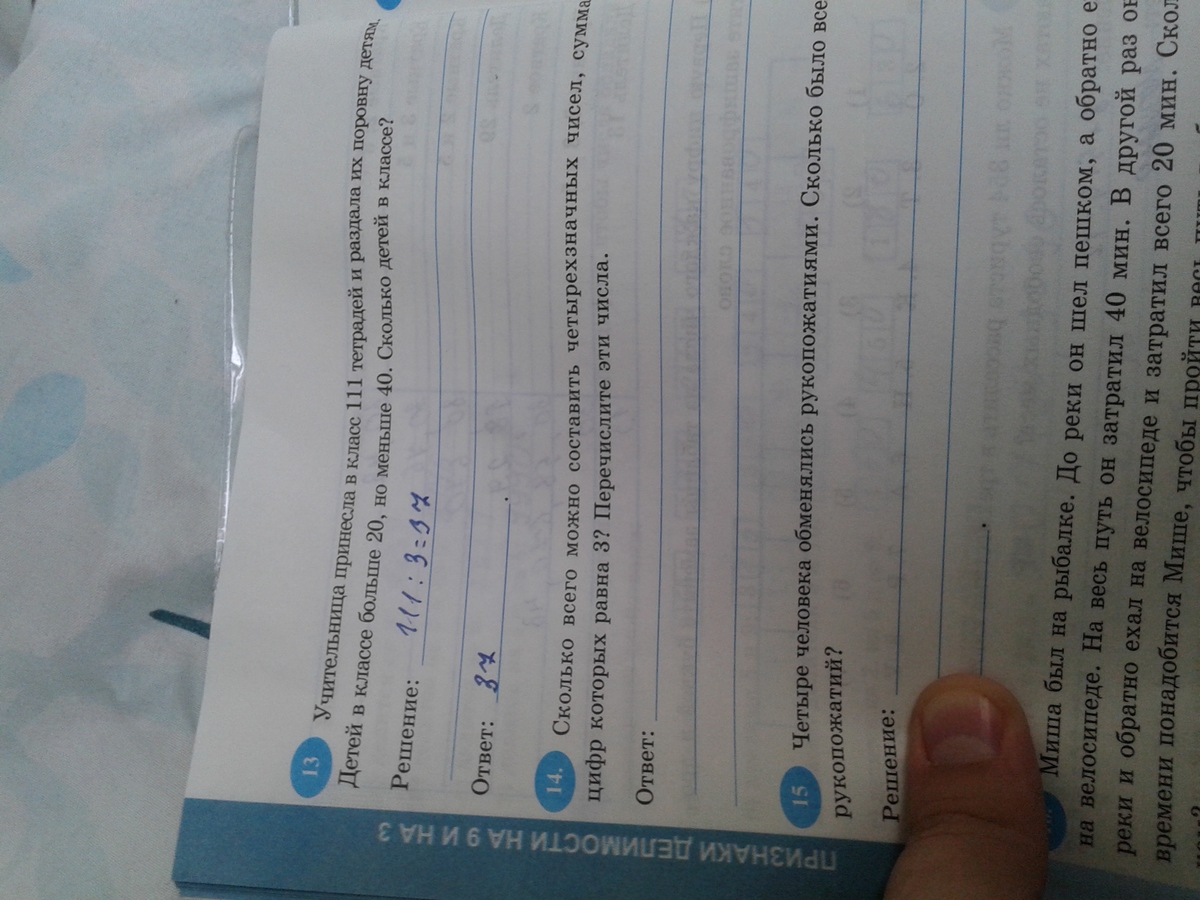 13 Учительница принесла в класс 111 тетрадей и раздала их поровну детям.
Детей в классе больше 20, но меньше 40. Сколько детей в классе?
Решение: 111 : 3 = 37
Ответ: 37.
14. Сколько всего можно составить четырехзначных чисел, сумма
цифр которых равна 3? Перечислите эти числа.
Ответ:
15 Четыре человека обменялись рукопожатиями. Сколько было все
рукопожатий?
Решение:
.
Миша был на рыбалке. До реки он шел пешком, а обратно е
на велосипеде. На весь путь он затратил 40 мин. В другой раз он
реки и обратно ехал на велосипеде и затратил всего 20 мин. Скол
времени понадобится Мише, чтобы пройти весь путь
ПРИЗНАКИ ДЕЛИМОСТИ НА 9 И НА 3